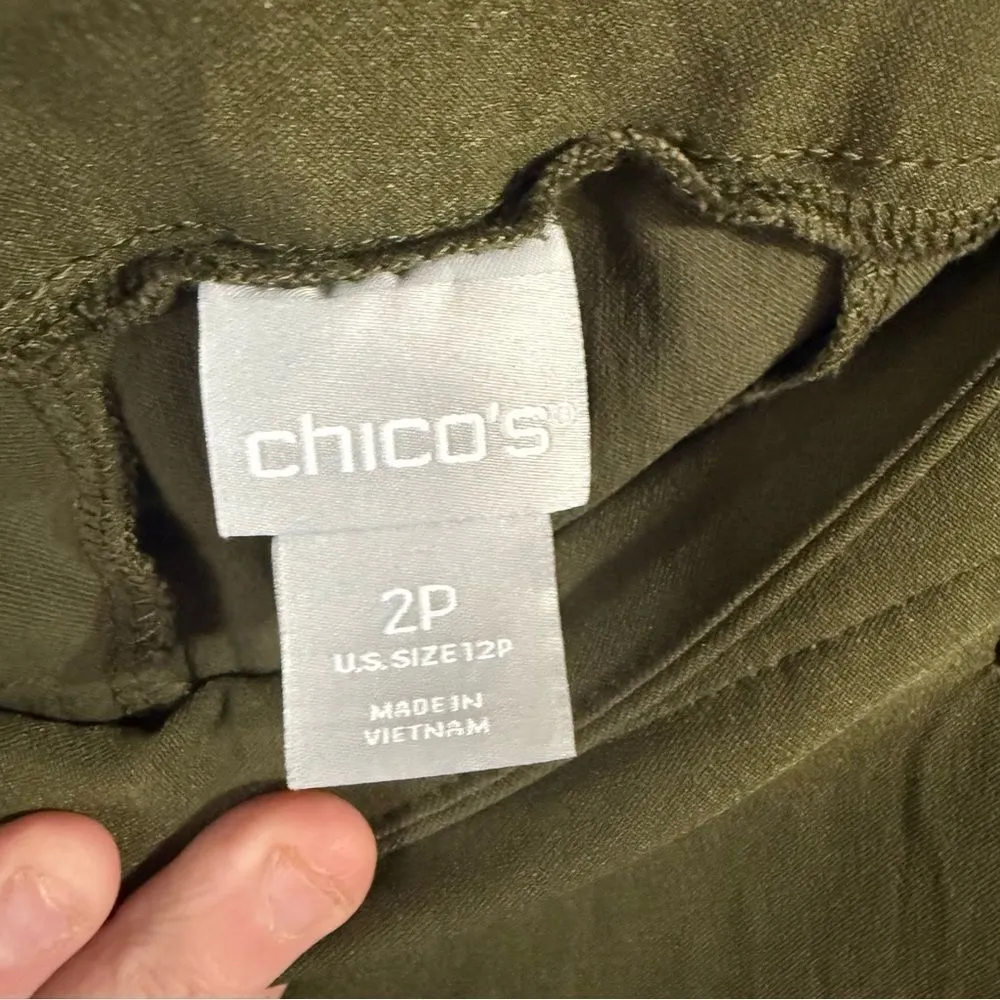 chico's®
2P
U.S. SIZE 12P
MADE IN
VIETNAM